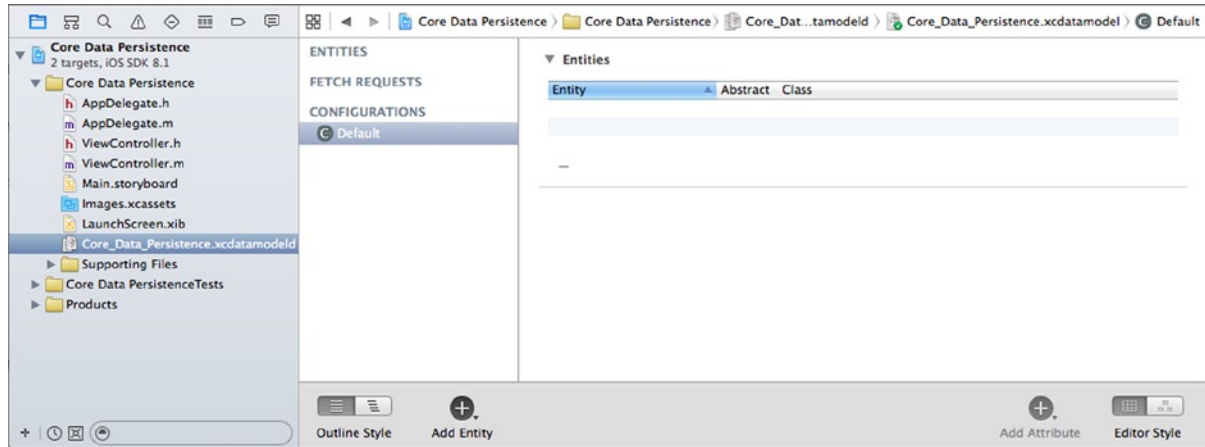 Core Data Persistence
2 targets, iOS SDK 8.1
Core Data Persistence
h AppDelegate.h
m AppDelegate.m
h ViewController.h
m ViewController.m
Main.storyboard
Images.xcassets
LaunchScreen.xib
Core_Data_Persistence.xcdatamodeld
Supporting Files
Core Data PersistenceTests
Products
Core Data Persistence Core Data Persistence Core_Dat...tamodeld Core_Data_Persistence.xcdatamodel C Default
ENTITIES
FETCH REQUESTS
CONFIGURATIONS
C Default
Entities
Entity Abstract Class
Outline Style Add Entity Add Attribute Editor Style